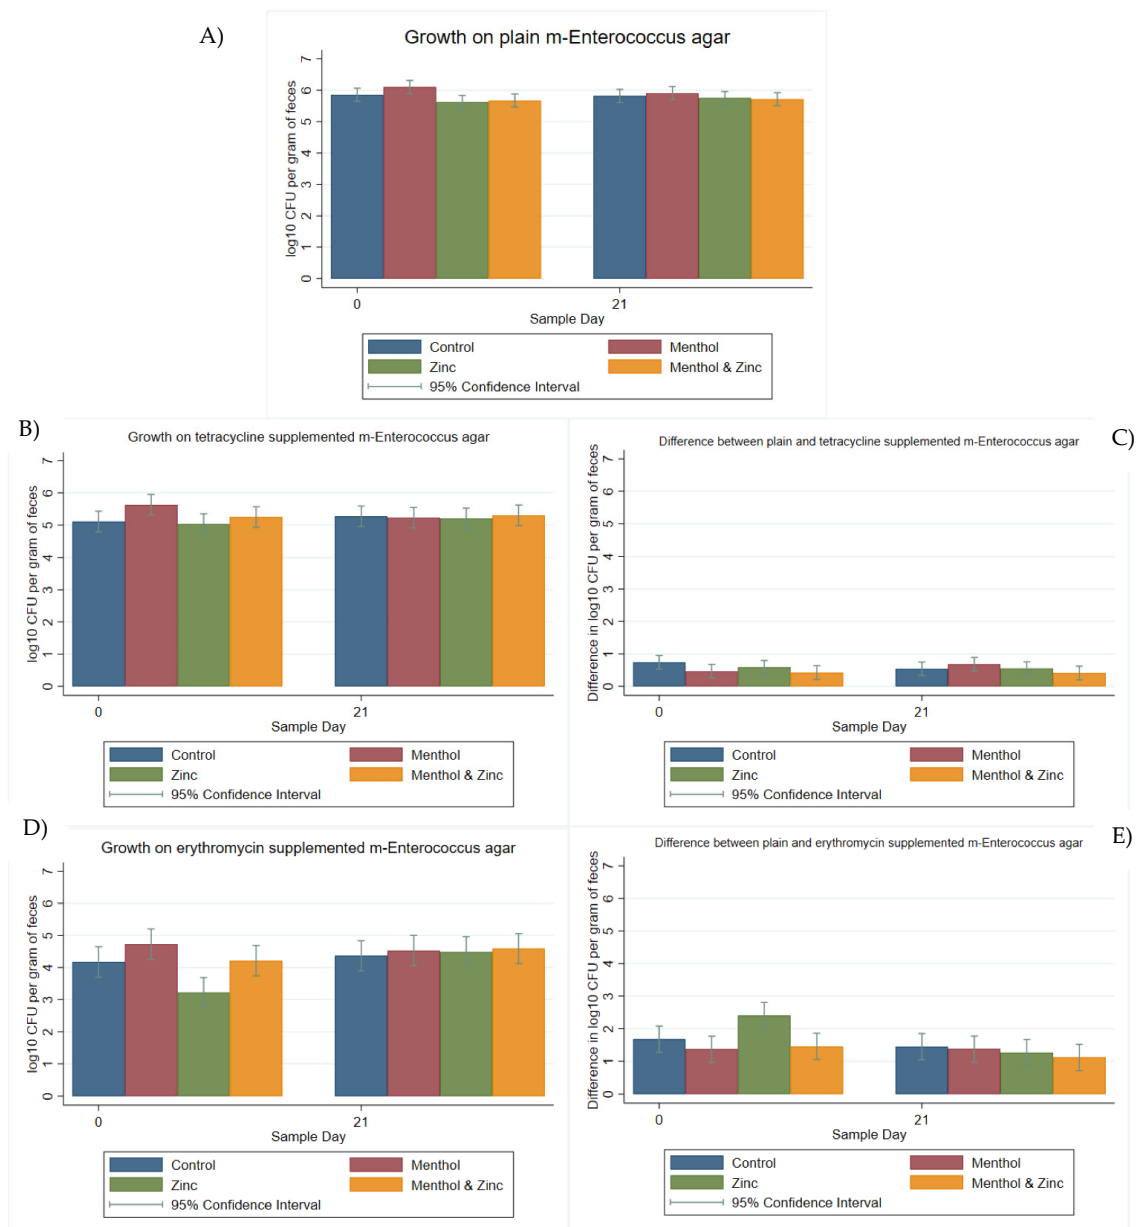 A)
Growth on plain m-Enterococcus agar
log10 CFU per gram of feces
7
6
5
4
3
2
1
0
0 21
Sample Day
Control Menthol
Zinc Menthol & Zinc
95% Confidence Interval
B)
Growth on tetracycline supplemented m-Enterococcus agar
log10 CFU per gram of feces
7
6
5
4
3
2
1
0
0 21
Sample Day
Control Menthol
Zinc Menthol & Zinc
95% Confidence Interval
C)
Difference between plain and tetracycline supplemented m-Enterococcus agar
Difference in log10 CFU per gram of feces
7
6
5
4
3
2
1
0
0 21
Sample Day
Control Menthol
Zinc Menthol & Zinc
95% Confidence Interval
D)
Growth on erythromycin supplemented m-Enterococcus agar
log10 CFU per gram of feces
7
6
5
4
3
2
1
0
0 21
Sample Day
Control Menthol
Zinc Menthol & Zinc
95% Confidence Interval
E)
Difference between plain and erythromycin supplemented m-Enterococcus agar
Difference in log10 CFU per gram of feces
7
6
5
4
3
2
1
0
0 21
Sample Day
Control Menthol
Zinc Menthol & Zinc
95% Confidence Interval